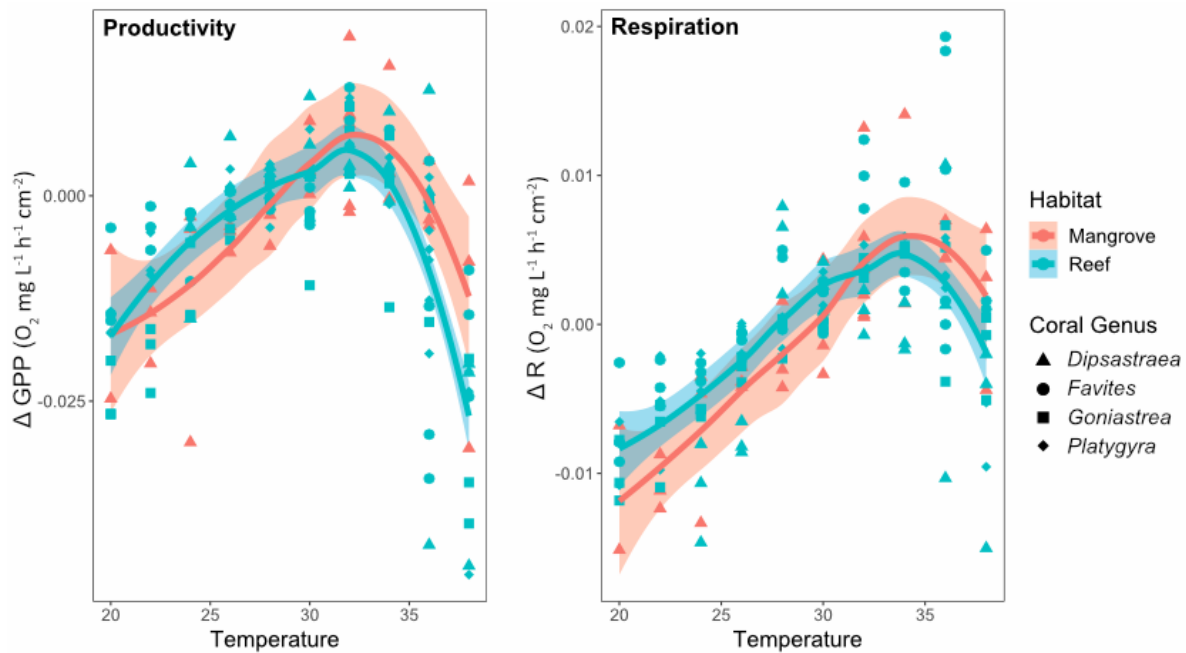 Productivity
Δ GPP (O₂ mg L⁻¹ h⁻¹ cm⁻²)
0.000
-0.025
20 25 30 35
Temperature
Respiration
Δ R (O₂ mg L⁻¹ h⁻¹ cm⁻²)
0.02
0.01
0.00
-0.01
20 25 30 35
Temperature
Habitat
Mangrove
Reef
Coral Genus
Dipsastraea
Favites
Goniastrea
Platygyra